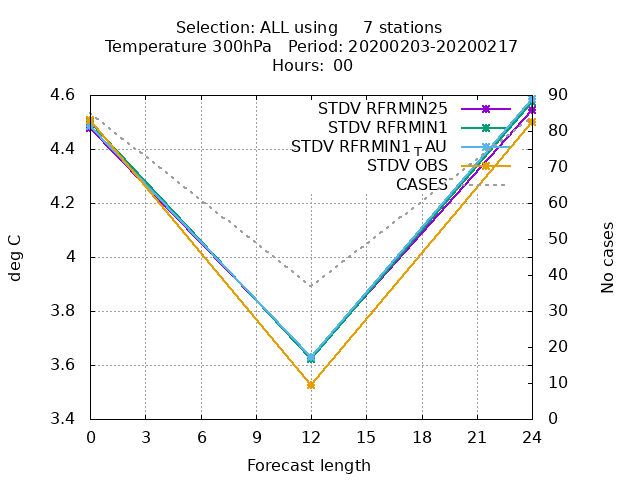 Selection: ALL using 7 stations
Temperature 300hPa Period: 20200203-20200217
Hours: 00
STDV RFRMIN25
STDV RFRMIN1
STDV RFRMIN1TAU
STDV OBS
CASES
4.6
4.4
4.2
4
3.8
3.6
3.4
deg C
90
80
70
60
50
40
30
20
10
0
No cases
0 3 6 9 12 15 18 21 24
Forecast length